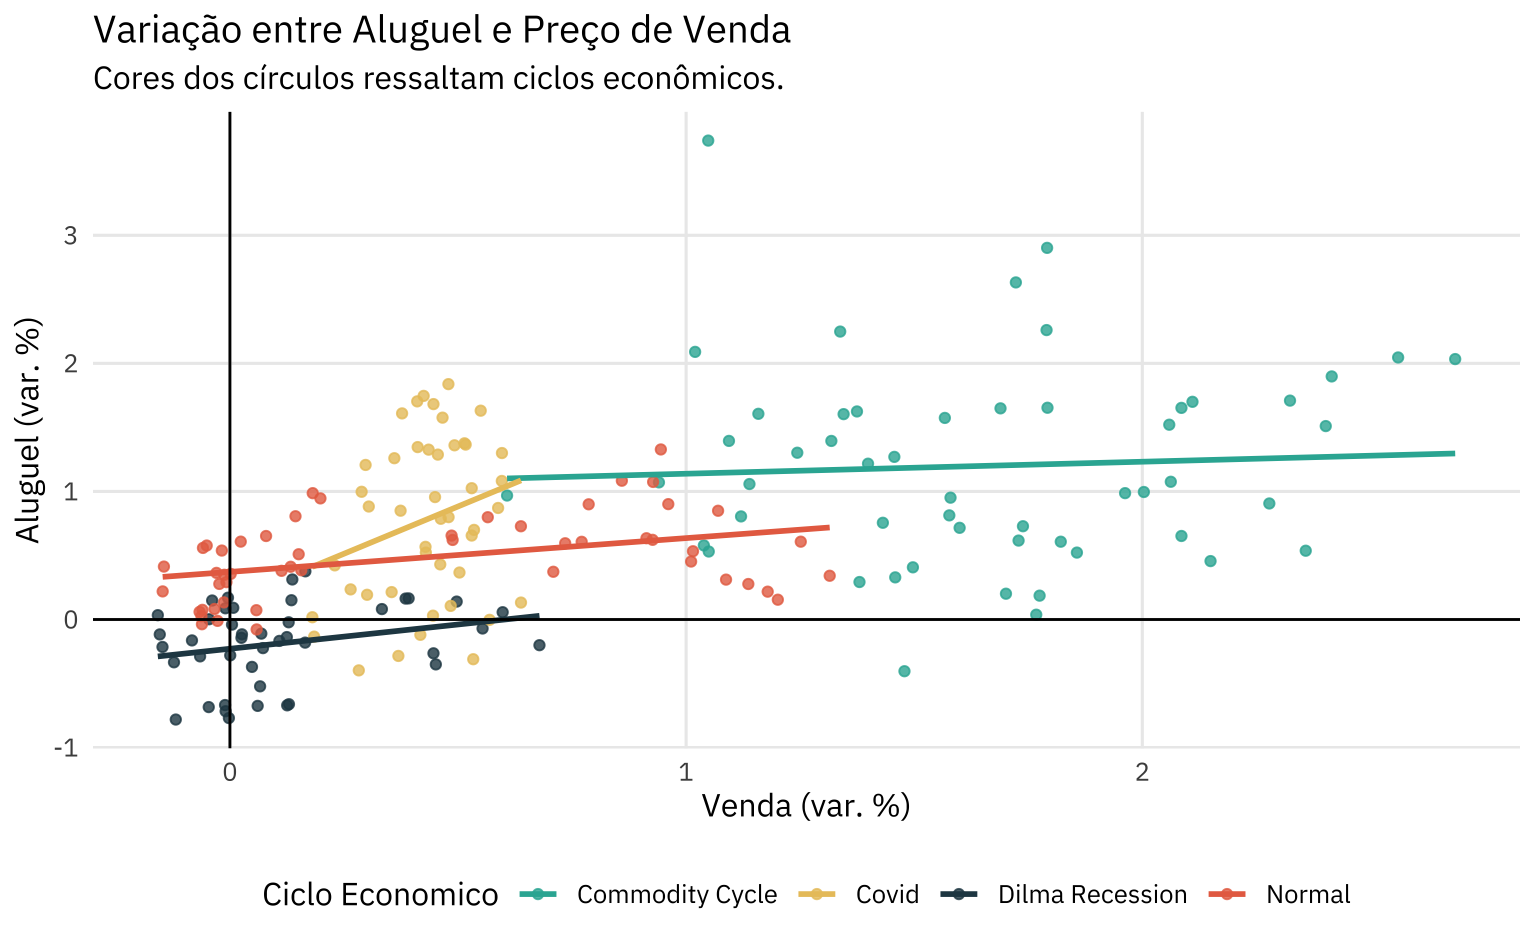 Variação entre Aluguel e Preço de Venda
Cores dos círculos ressaltam ciclos econômicos.
Aluguel (var. %)
3
2
1
0
-1
0
1
2
Venda (var. %)
Ciclo Economico
Commodity Cycle
Covid
Dilma Recession
Normal